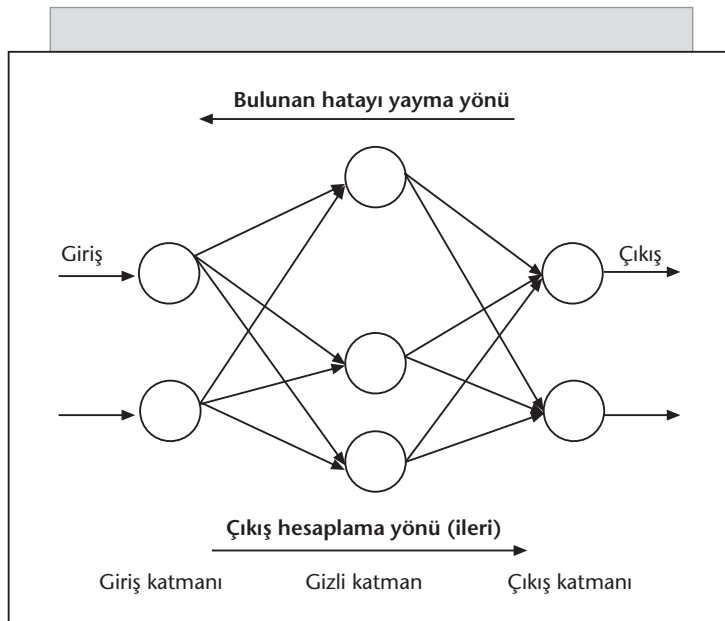 Bulunan hatayı yayma yönü
Giriş
Çıkış
Çıkış hesaplama yönü (ileri)
Giriş katmanı Gizli katman Çıkış katmanı